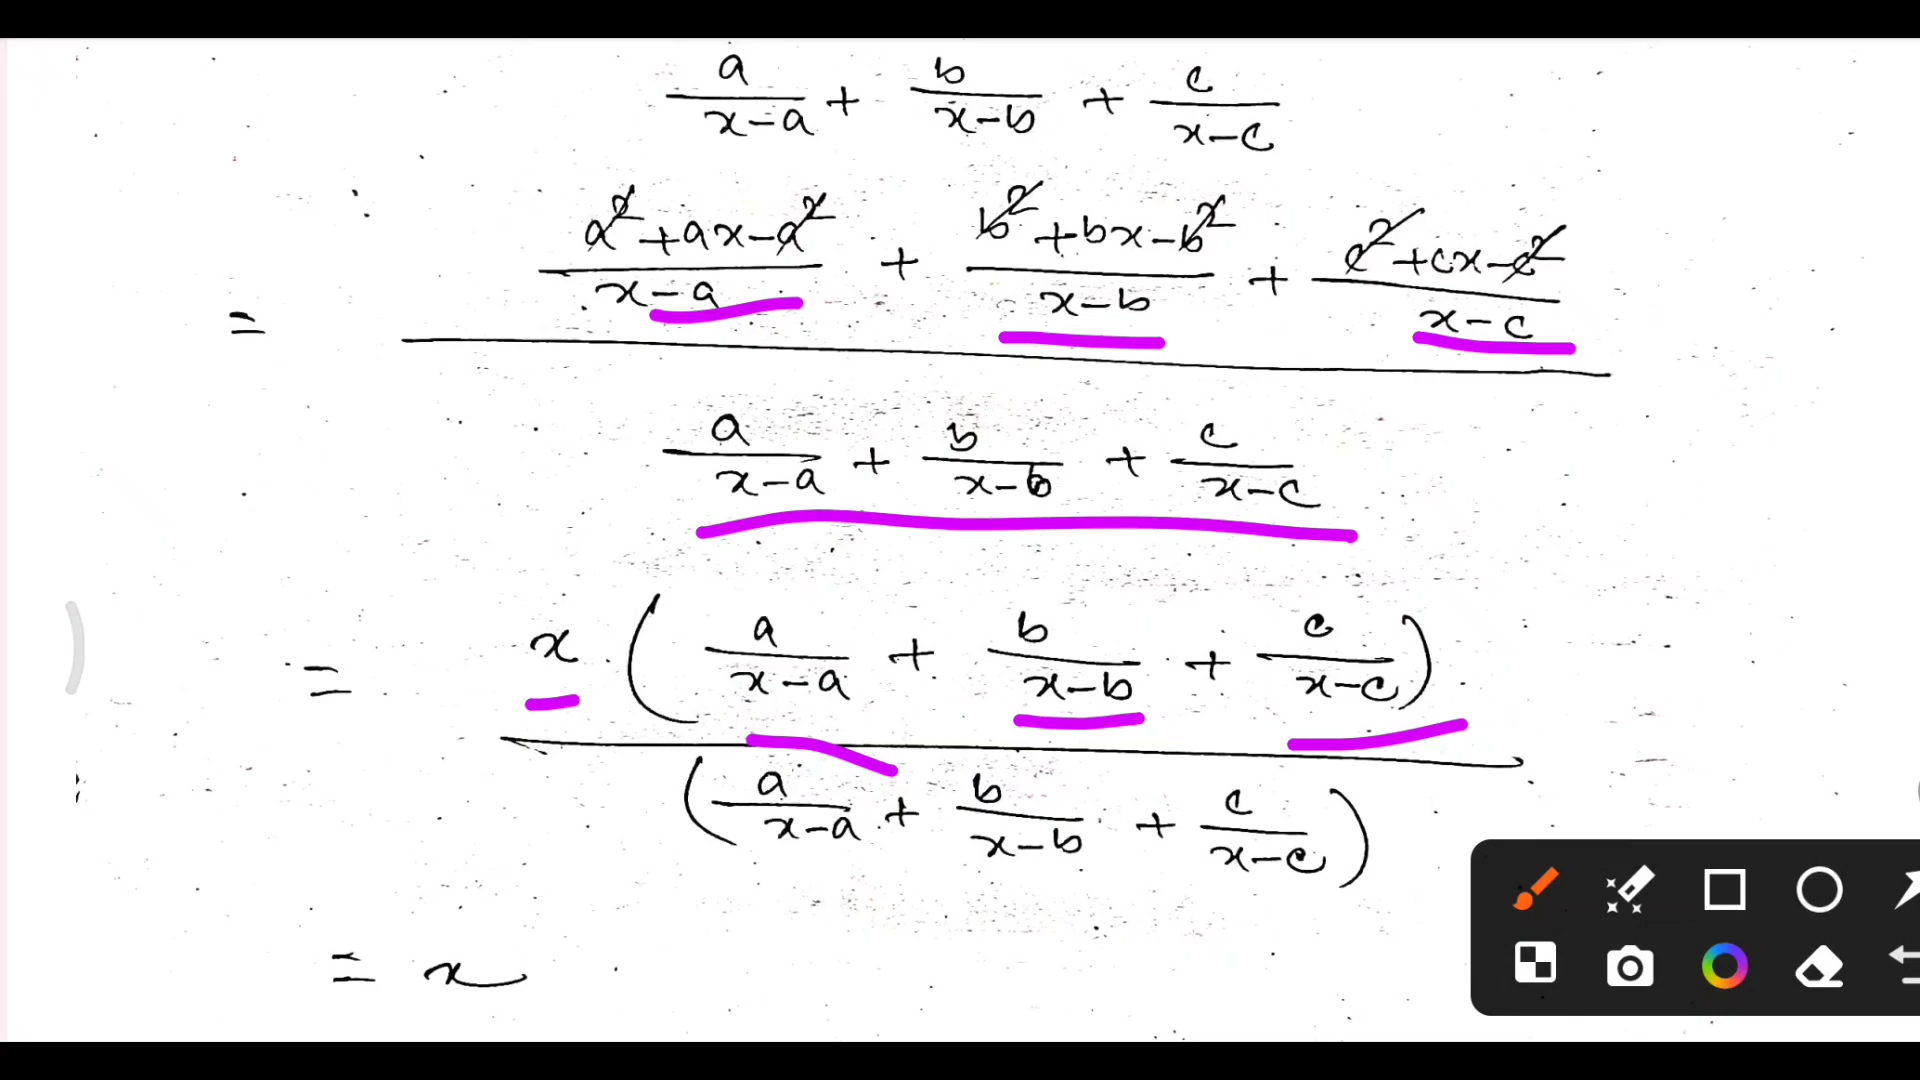 a/(x-a) + b/(x-b) + c/(x-c)
= (a²+ax-a²)/(x-a) + (b²+bx-b²)/(x-b) + (c²+cx-c²)/(x-c)
a/(x-a) + b/(x-b) + c/(x-c)
= x (a/(x-a) + b/(x-b) + c/(x-c))
(a/(x-a) + b/(x-b) + c/(x-c))
= x